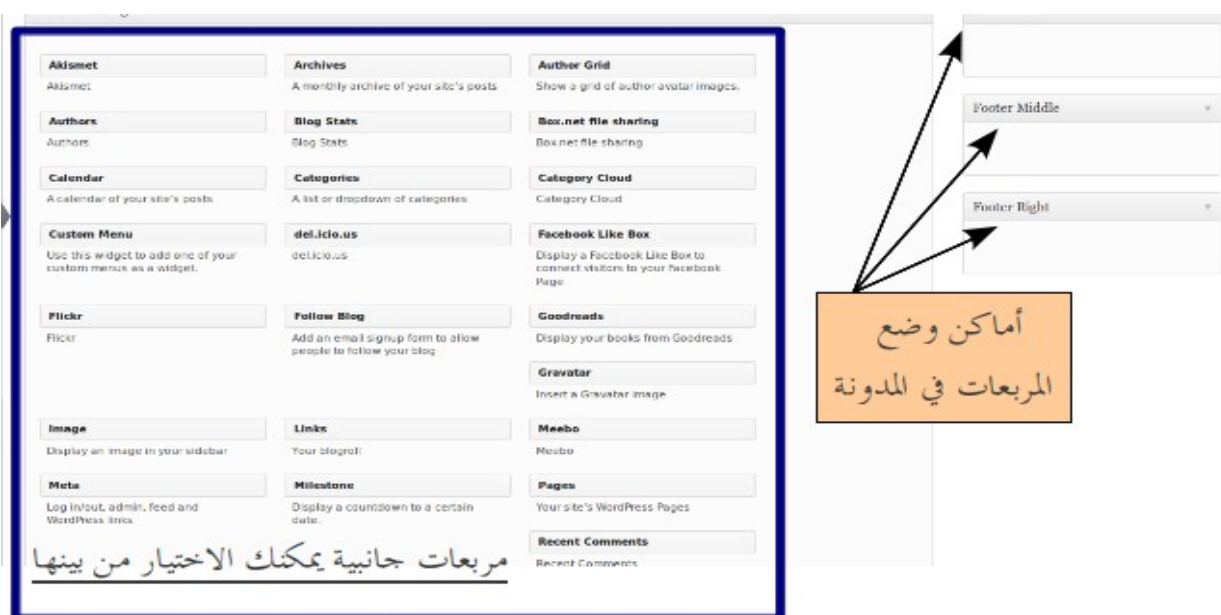 Akismet
Akismet
Archives
A monthly archive of your site's posts
Author Grid
Show a grid of author avatar images.
Authors
Authors
Blog Stats
Blog Stats
Box.net file sharing
Box.net file sharing
Calendar
A calendar of your site's posts
Categories
A list or dropdown of categories
Category Cloud
Category Cloud
Custom Menu
Use this widget to add one of your
custom menus as a widget.
del.icio.us
del.icio.us
Facebook Like Box
Display a Facebook Like Box to
connect visitors to your Facebook
Page
Flickr
Flickr
Follow Blog
Add an email signup form to allow
people to follow your blog
Goodreads
Display your books from Goodreads
Gravatar
Insert a Gravatar image
Image
Display an image in your sidebar
Links
Your blogroll
Meebo
Meebo
Meta
Log in/out, admin, feed and
WordPress links
Milestone
Display a countdown to a certain
date.
Pages
Your site's WordPress Pages
Recent Comments
Recent Comments
مربعات جانبية يمكنك الاختيار من بينها
Footer Middle
Footer Right
أماكن وضع
المربعات في المدونة